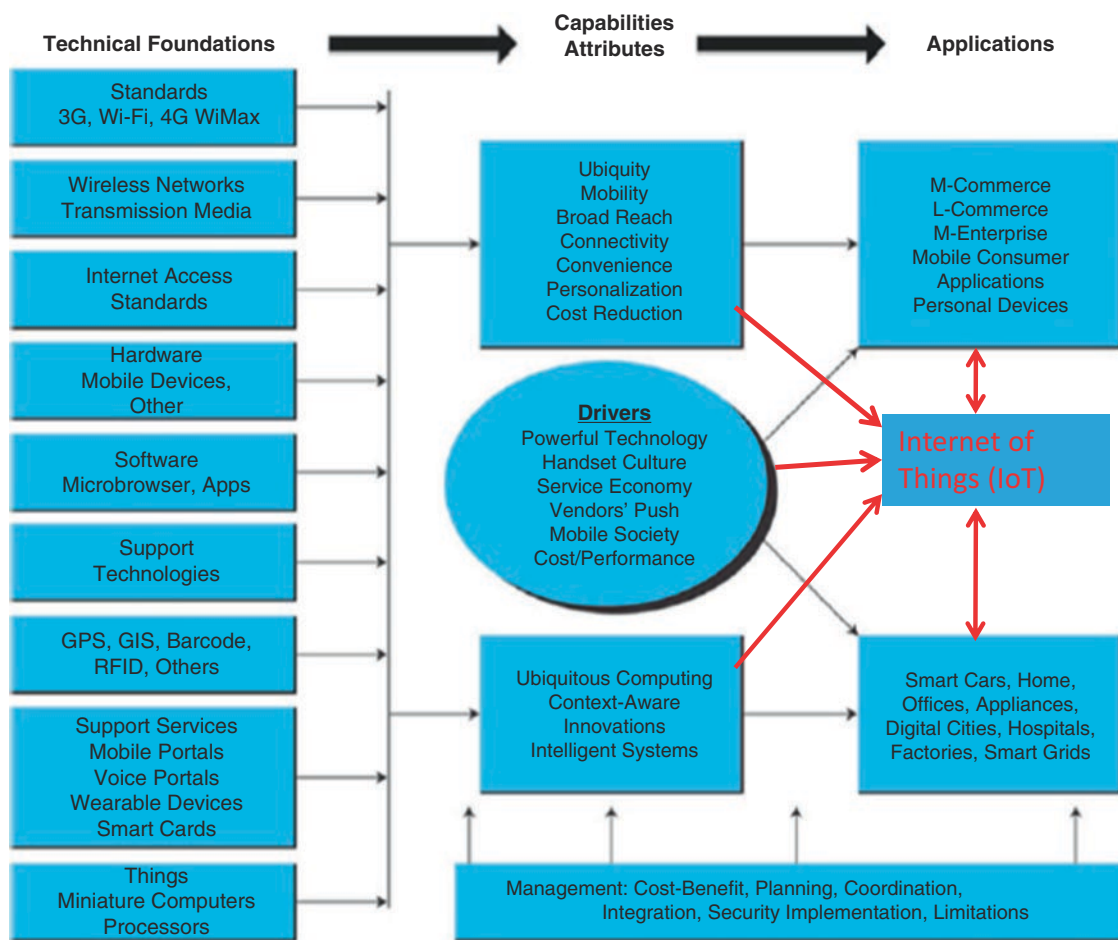 Technical Foundations
Capabilities
Attributes
Applications
Standards
3G, Wi-Fi, 4G WiMax
Wireless Networks
Transmission Media
Internet Access
Standards
Hardware
Mobile Devices,
Other
Software
Microbrowser, Apps
Support
Technologies
GPS, GIS, Barcode,
RFID, Others
Support Services
Mobile Portals
Voice Portals
Wearable Devices
Smart Cards
Things
Miniature Computers
Processors
Ubiquity
Mobility
Broad Reach
Connectivity
Convenience
Personalization
Cost Reduction
Drivers
Powerful Technology
Handset Culture
Service Economy
Vendors’ Push
Mobile Society
Cost/Performance
Ubiquitous Computing
Context-Aware
Innovations
Intelligent Systems
M-Commerce
L-Commerce
M-Enterprise
Mobile Consumer
Applications
Personal Devices
Internet of
Things (IoT)
Smart Cars, Home,
Offices, Appliances,
Digital Cities, Hospitals,
Factories, Smart Grids
Management: Cost-Benefit, Planning, Coordination,
Integration, Security Implementation, Limitations